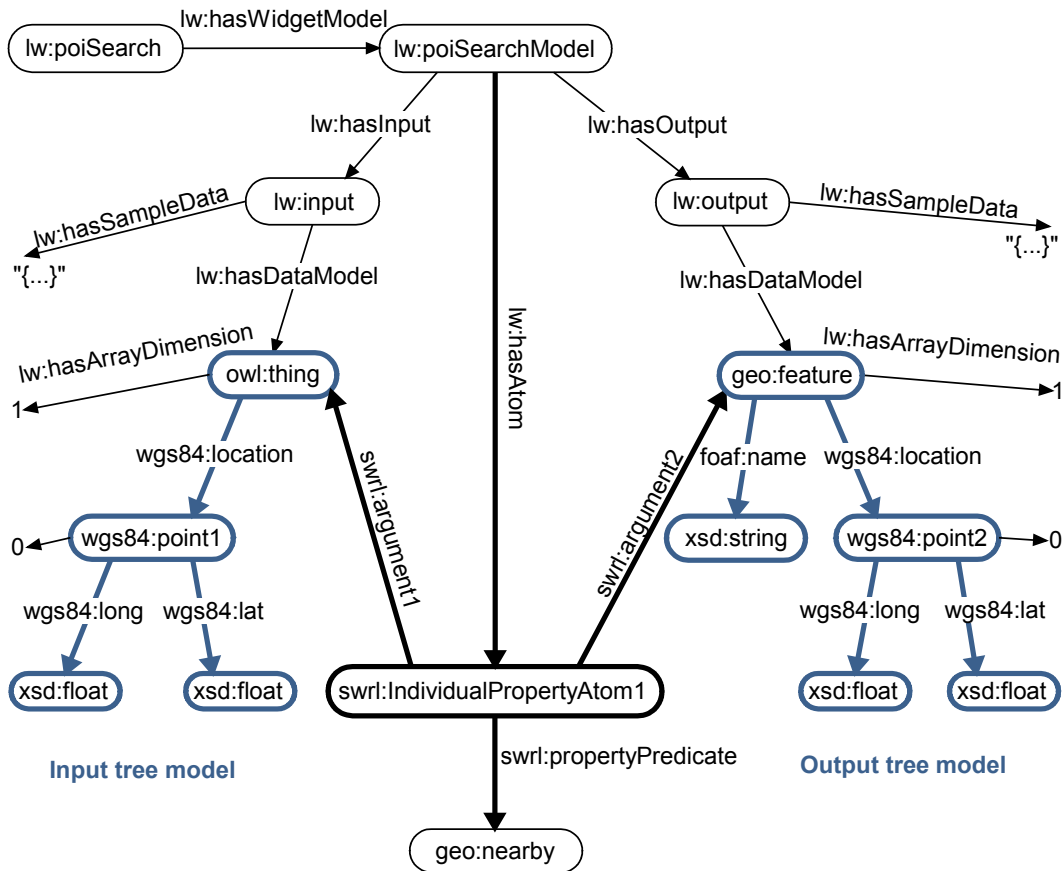 lw:hasWidgetModel
lw:poiSearch
lw:poiSearchModel
lw:hasInput
lw:hasOutput
lw:input
lw:output
lw:hasSampleData
lw:hasSampleData
"{...}"
"{...}"
lw:hasDataModel
lw:hasDataModel
lw:hasAtom
lw:hasArrayDimension
lw:hasArrayDimension
owl:thing
geo:feature
1
1
wgs84:location
foaf:name
wgs84:location
swrl:argument1
swrl:argument2
0
wgs84:point1
xsd:string
wgs84:point2
0
wgs84:long
wgs84:lat
wgs84:long
wgs84:lat
xsd:float
xsd:float
swrl:IndividualPropertyAtom1
xsd:float
xsd:float
Input tree model
swrl:propertyPredicate
Output tree model
geo:nearby